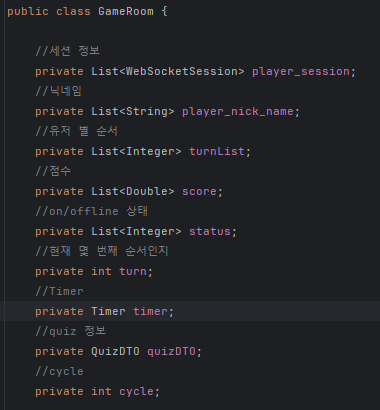 public class GameRoom {
//세션 정보
private List<WebSocketSession> player_session;
//닉네임
private List<String> player_nick_name;
//유저 별 순서
private List<Integer> turnList;
//점수
private List<Double> score;
//on/offline 상태
private List<Integer> status;
//현재 몇 번째 순서인지
private int turn;
//Timer
private Timer timer;
//quiz 정보
private QuizDTO quizDTO;
//cycle
private int cycle;